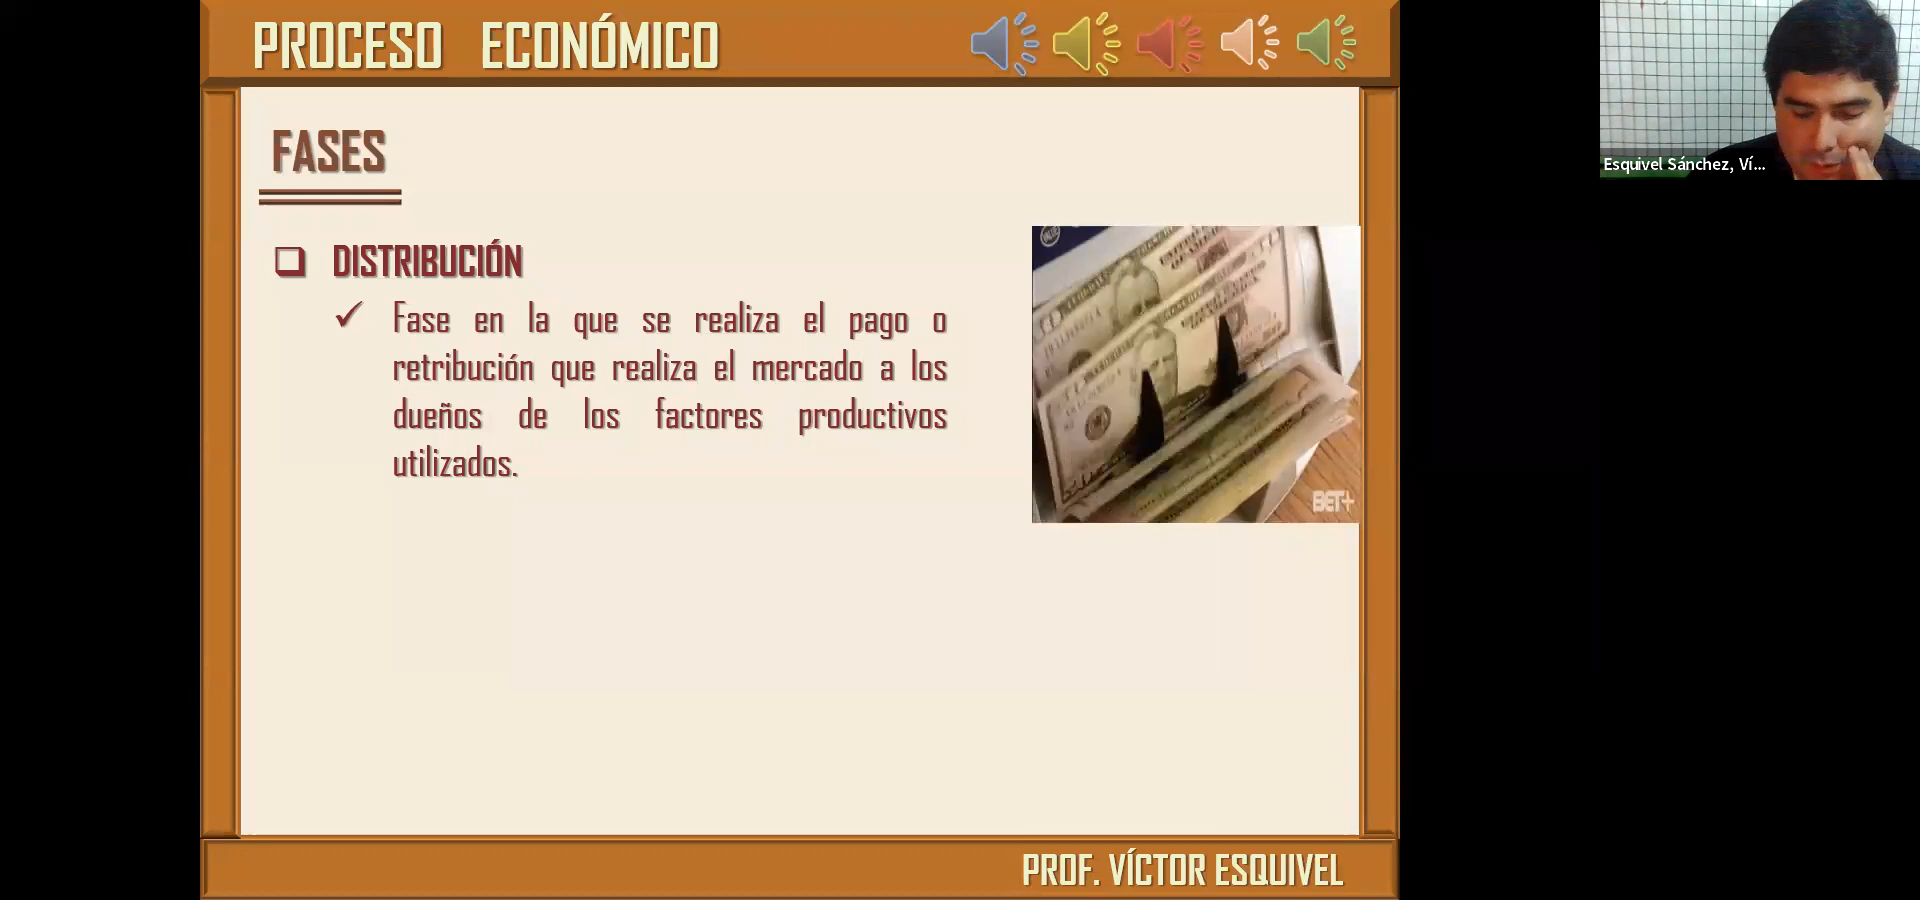 PROCESO ECONÓMICO
Esquivel Sánchez, Ví...
FASES
DISTRIBUCIÓN
Fase en la que se realiza el pago o
retribución que realiza el mercado a los
dueños de los factores productivos
utilizados.
BET+
PROF. VÍCTOR ESQUIVEL